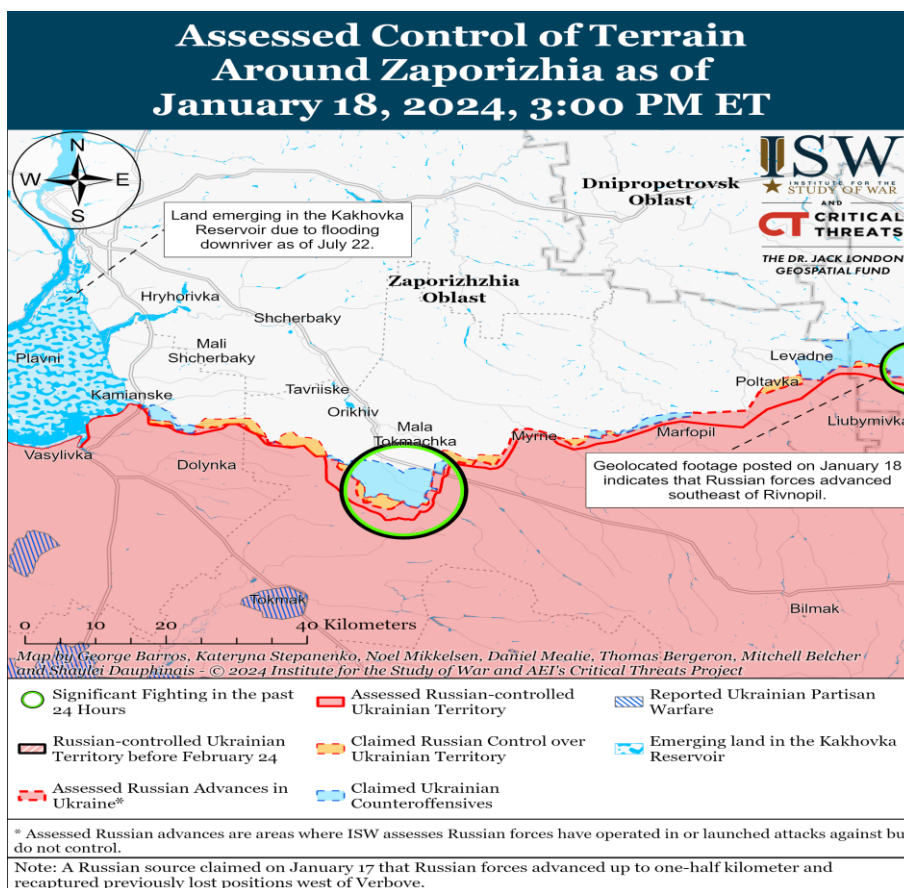 Assessed Control of Terrain
Around Zaporizhia as of
January 18, 2024, 3:00 PM ET
N
W
E
S
ISW
INSTITUTE FOR THE
STUDY OF WAR
AND
CT CRITICAL
THREATS
THE DR. JACK LONDON
GEOSPATIAL FUND
Dnipropetrovsk
Oblast
Land emerging in the Kakhovka
Reservoir due to flooding
downriver as of July 22.
Zaporizhzhia
Oblast
Hryhorivka
Shcherbaky
Mali
Shcherbaky
Plavni
Levadne
Poltavka
Kamianske
Tavriiske
Orikhiv
Mala
Tokmachka
Myrne
Marfopil
Liubymivka
Vasylivka
Dolynka
Geolocated footage posted on January 18
indicates that Russian forces advanced
southeast of Rivnopil.
Tokmak
Bilmak
0 20 40 Kilometers
Map by George Barros, Kateryna Stepanenko, Noel Mikkelsen, Daniel Mealie, Thomas Bergeron, Mitchell Belcher
and Shaylei Dauphinais - © 2024 Institute for the Study of War and AEI's Critical Threats Project
Significant Fighting in the past
24 Hours
Assessed Russian-controlled
Ukrainian Territory
Reported Ukrainian Partisan
Warfare
Russian-controlled Ukrainian
Territory before February 24
Claimed Russian Control over
Ukrainian Territory
Emerging land in the Kakhovka
Reservoir
Assessed Russian Advances in
Ukraine*
Claimed Ukrainian
Counteroffensives
* Assessed Russian advances are areas where ISW assesses Russian forces have operated in or launched attacks against bu
do not control.
Note: A Russian source claimed on January 17 that Russian forces advanced up to one-half kilometer and
recaptured previously lost positions west of Verbove.